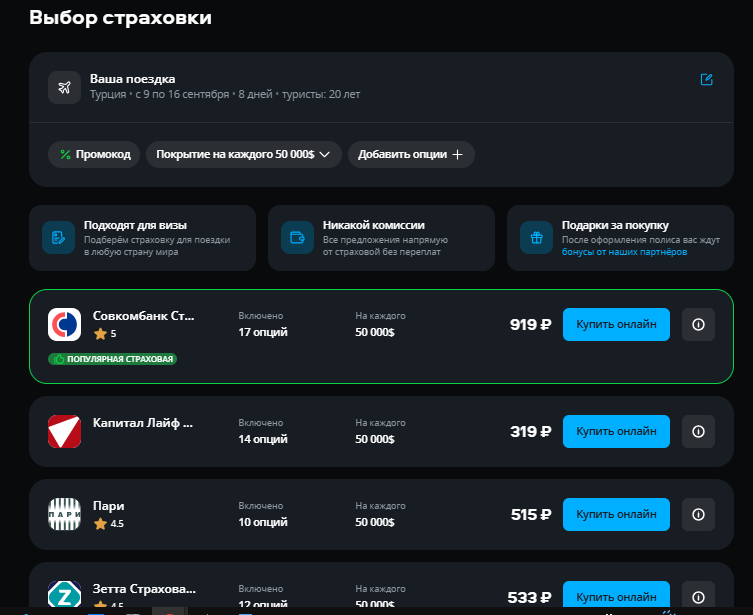 Выбор страховки
Ваша поездка
Турция • с 9 по 16 сентября • 8 дней • туристы: 20 лет
Промокод
Покрытие на каждого 50 000$
Добавить опции
Подходят для визы
Подберём страховку для поездки
в любую страну мира
Никакой комиссии
Все предложения напрямую
от страховой без переплат
Подарки за покупку
После оформления полиса вас ждут
бонусы от наших партнёров
Совкомбанк Ст...
5
ПОПУЛЯРНАЯ СТРАХОВАЯ
Включено
17 опций
На каждого
50 000$
919 ₽
Купить онлайн
Капитал Лайф ...
Включено
14 опций
На каждого
50 000$
319 ₽
Купить онлайн
ПАРИ
Пари
4.5
Включено
10 опций
На каждого
50 000$
515 ₽
Купить онлайн
Z
Зетта Страхова...
4.5
Включено
12 опций
На каждого
50 000$
533 ₽
Купить онлайн